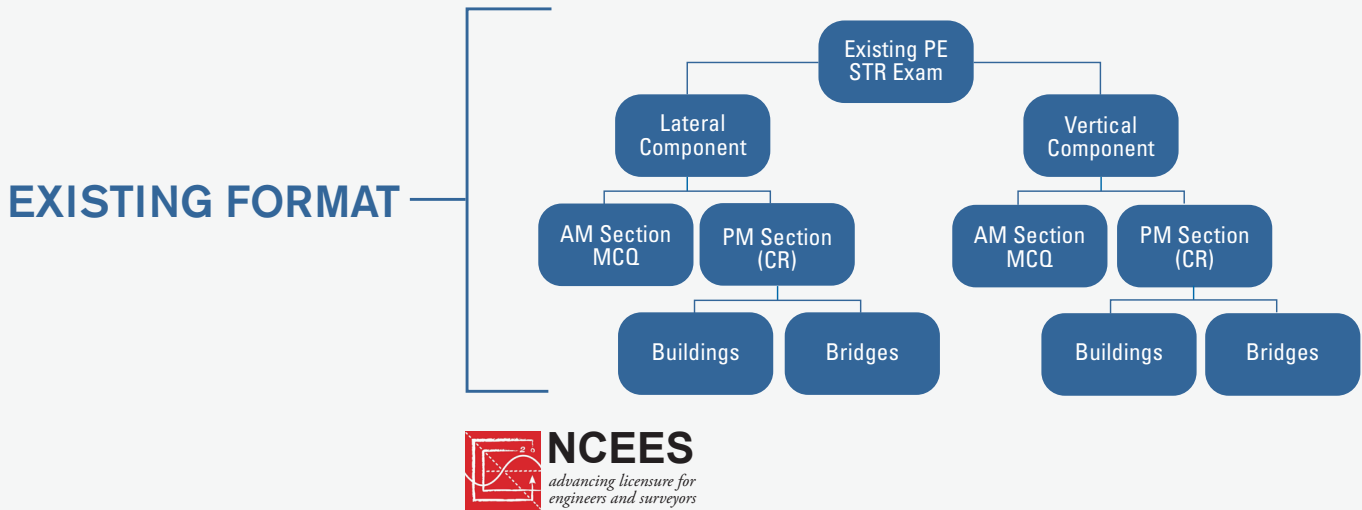 EXISTING FORMAT
Existing PE
STR Exam
Lateral
Component
Vertical
Component
AM Section
MCQ
PM Section
(CR)
AM Section
MCQ
PM Section
(CR)
Buildings
Bridges
Buildings
Bridges
NCEES
advancing licensure for
engineers and surveyors